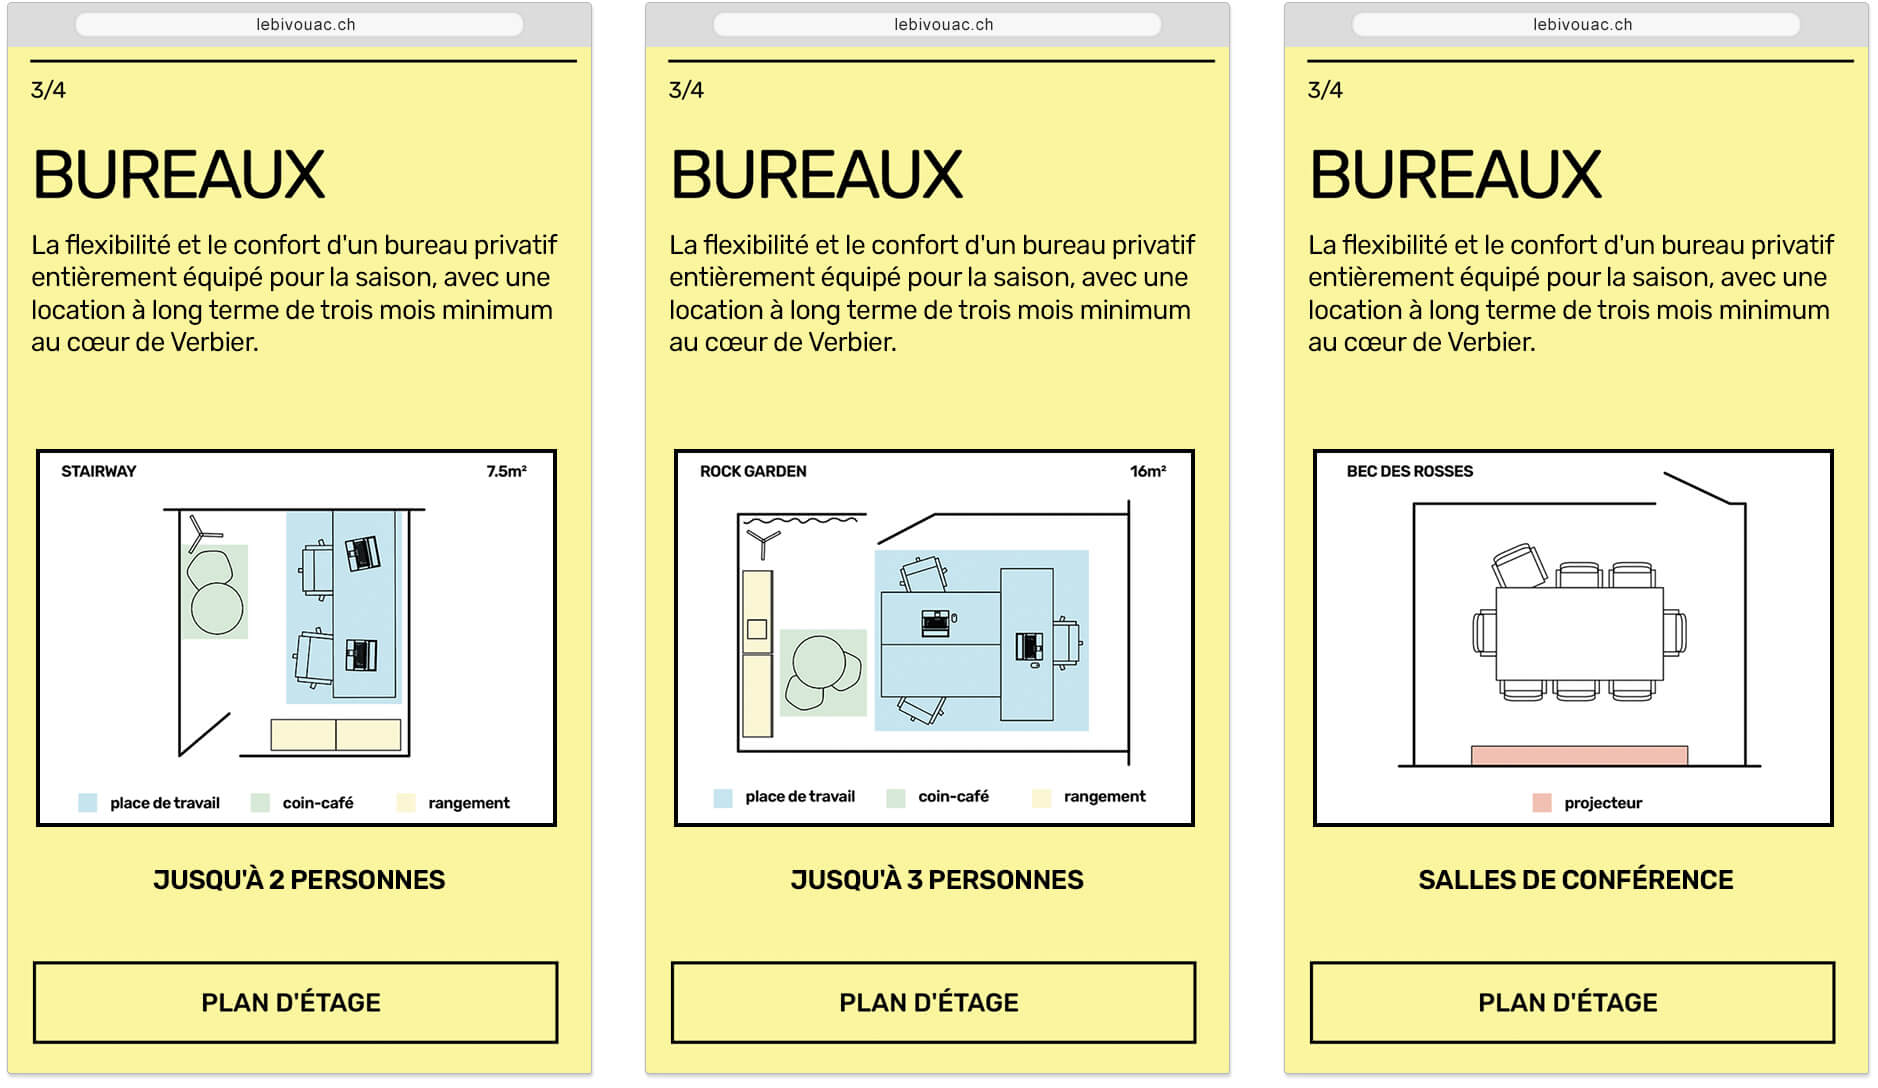 lebivouac.ch
3/4
BUREAUX
La flexibilité et le confort d'un bureau privatif
entièrement équipé pour la saison, avec une
location à long terme de trois mois minimum
au cœur de Verbier.
STAIRWAY 7.5m²
place de travail coin-café rangement
JUSQU'À 2 PERSONNES
PLAN D'ÉTAGE
lebivouac.ch
3/4
BUREAUX
La flexibilité et le confort d'un bureau privatif
entièrement équipé pour la saison, avec une
location à long terme de trois mois minimum
au cœur de Verbier.
ROCK GARDEN 16m²
place de travail coin-café rangement
JUSQU'À 3 PERSONNES
PLAN D'ÉTAGE
lebivouac.ch
3/4
BUREAUX
La flexibilité et le confort d'un bureau privatif
entièrement équipé pour la saison, avec une
location à long terme de trois mois minimum
au cœur de Verbier.
BEC DES ROSSES
projecteur
SALLES DE CONFÉRENCE
PLAN D'ÉTAGE